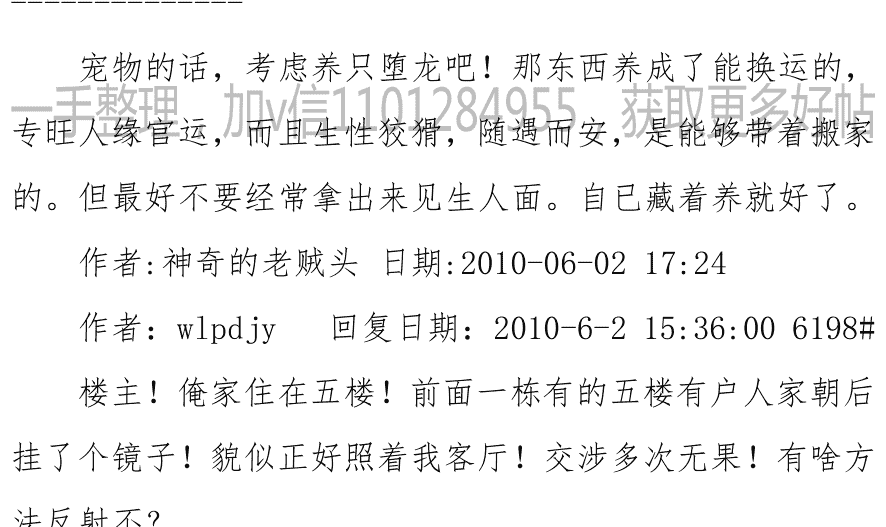 --------------
宠物的话，考虑养只堕龙吧！那东西养成了能换运的，
一手整理，加v信1101284955，获取更多好帖
专旺人缘官运，而且生性狡猾，随遇而安，是能够带着搬家
的。但最好不要经常拿出来见生人面。自已藏着养就好了。
作者:神奇的老贼头 日期:2010-06-02 17:24
作者：wlpdjy 回复日期：2010-6-2 15:36:00 6198#
楼主！俺家住在五楼！前面一栋有的五楼有户人家朝后
挂了个镜子！貌似正好照着我客厅！交涉多次无果！有啥方
法反射不?